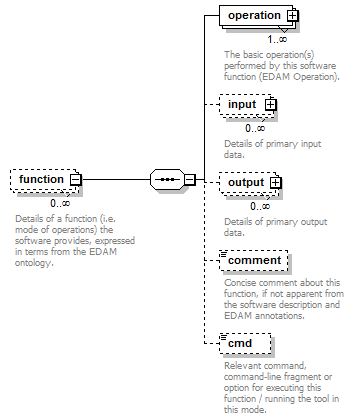 operation
1..∞
The basic operation(s)
performed by this software
function (EDAM Operation).
input
0..∞
Details of primary input
data.
function
0..∞
Details of a function (i.e.
mode of operations) the
software provides, expressed
in terms from the EDAM
ontology.
output
0..∞
Details of primary output
data.
comment
Concise comment about this
function, if not apparent from
the software description and
EDAM annotations.
cmd
Relevant command,
command-line fragment or
option for executing this
function / running the tool in
this mode.